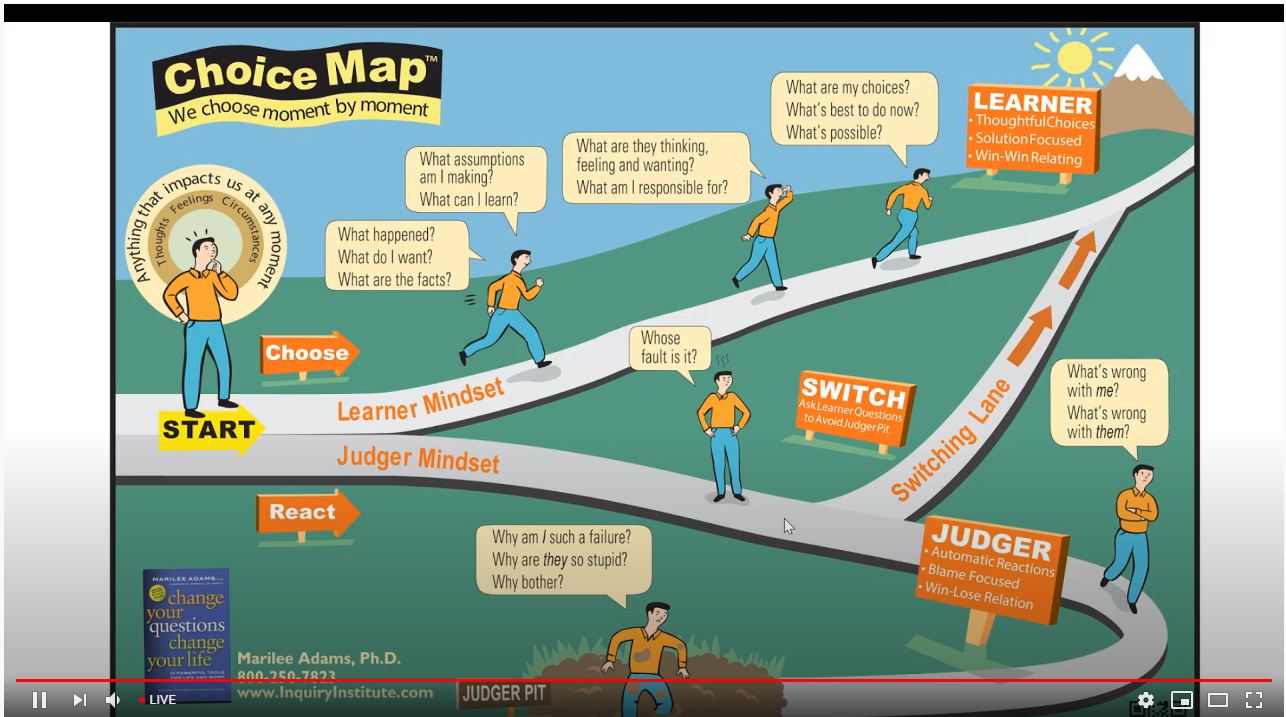 Choice Map™
We choose moment by moment
Anything that impacts us at any moment
Thoughts Feelings Circumstances
START
Choose
React
Learner Mindset
Judger Mindset
What happened?
What do I want?
What are the facts?
What assumptions
am I making?
What can I learn?
What are they thinking,
feeling and wanting?
What am I responsible for?
What are my choices?
What's best to do now?
What's possible?
LEARNER
• Thoughtful Choices
• Solution Focused
• Win-Win Relating
Whose
fault is it?
SWITCH
Ask Learner Questions
to Avoid Judger Pit
Switching Lane
What's wrong
with me?
What's wrong
with them?
JUDGER
• Automatic Reactions
• Blame Focused
• Win-Lose Relation
Why am I such a failure?
Why are they so stupid?
Why bother?
JUDGER PIT
MARILEE ADAMS
change
your
questions
change
your life
Marilee Adams, Ph.D.
800-250-7823
www.InquiryInstitute.com
LIVE